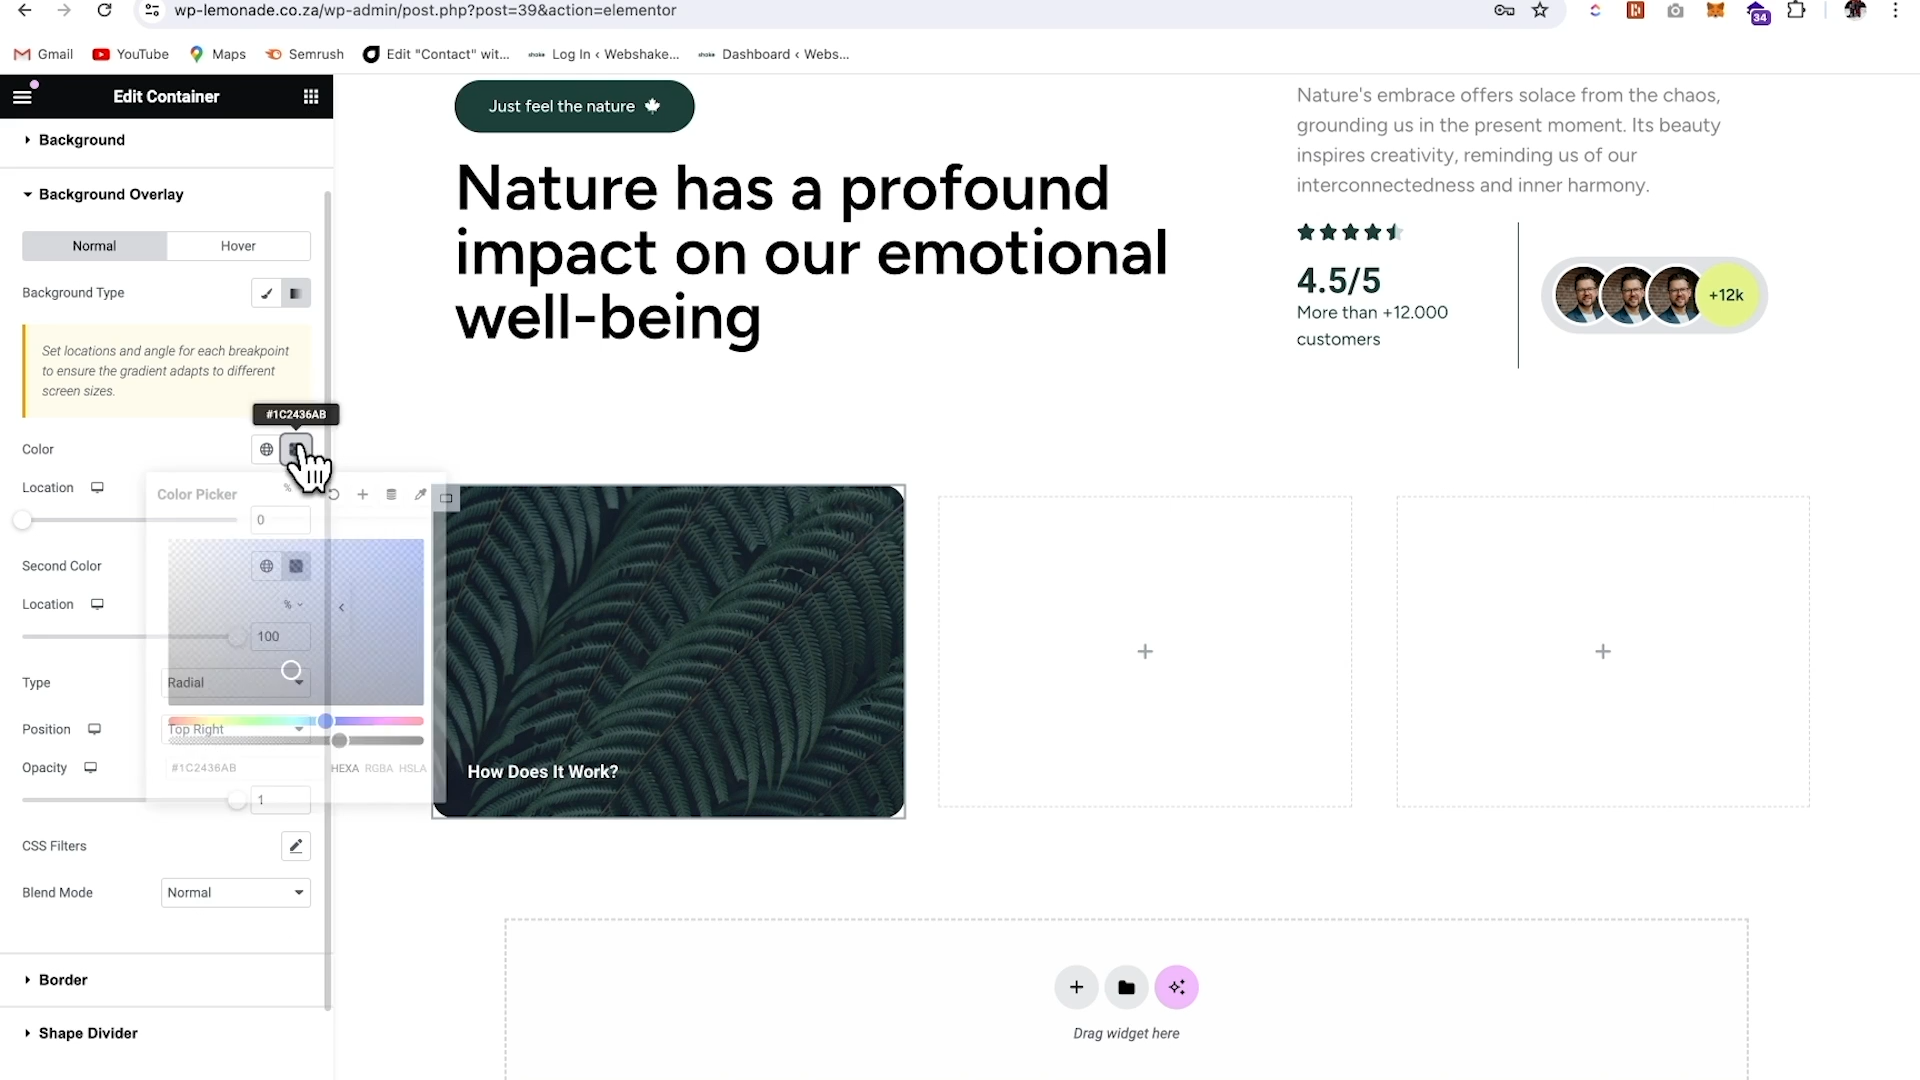 wp-lemonade.co.za/wp-admin/post.php?post=39&action=elementor
34
Gmail
YouTube
Maps
Semrush
Edit "Contact" wit...
Log In ‹ Webshake...
Dashboard ‹ Webs...
Edit Container
Background
Background Overlay
Normal
Hover
Background Type
Set locations and angle for each breakpoint
to ensure the gradient adapts to different
screen sizes.
#1C2436AB
Color
Location
%
Color Picker
0
Second Color
Location
%
100
Type
Radial
Position
Top Right
Opacity
#1C2436AB
HEXA RGBA HSLA
1
CSS Filters
Blend Mode
Normal
Border
Shape Divider
Just feel the nature
Nature has a profound
impact on our emotional
well-being
Nature's embrace offers solace from the chaos,
grounding us in the present moment. Its beauty
inspires creativity, reminding us of our
interconnectedness and inner harmony.
4.5/5
More than +12.000
customers
+12k
How Does It Work?
Drag widget here